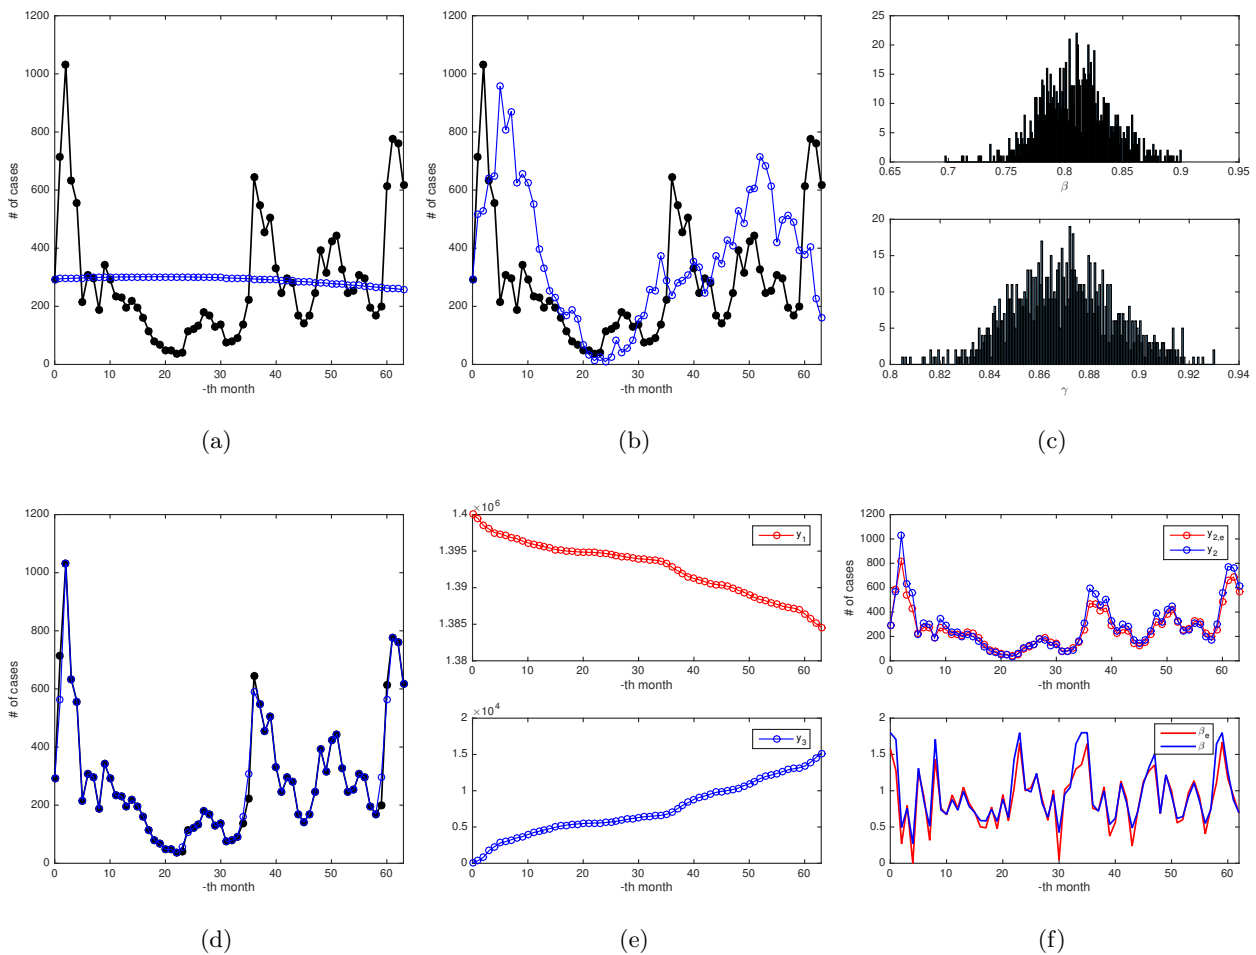 1200
1000
800
600
400
200
0
# of cases
0 10 20 30 40 50 60
-th month
(a)
1200
1000
800
600
400
200
0
# of cases
0 10 20 30 40 50 60
-th month
(b)
25
20
15
10
5
0
0.65 0.7 0.75 0.8 0.85 0.9 0.95
β
20
15
10
5
0
0.8 0.82 0.84 0.86 0.88 0.9 0.92 0.94
γ
(c)
1200
1000
800
600
400
200
0
# of cases
0 10 20 30 40 50 60
-th month
(d)
×10⁶
1.4
1.395
1.39
1.385
1.38
y₁
0 10 20 30 40 50 60
-th month
×10⁴
2
1.5
1
0.5
0
y₃
0 10 20 30 40 50 60
-th month
(e)
1200
1000
800
600
400
200
0
# of cases
y₂,ₑ
y₂
0 10 20 30 40 50 60
-th month
2
1.5
1
0.5
0
βₑ
β
0 10 20 30 40 50 60
-th month
(f)